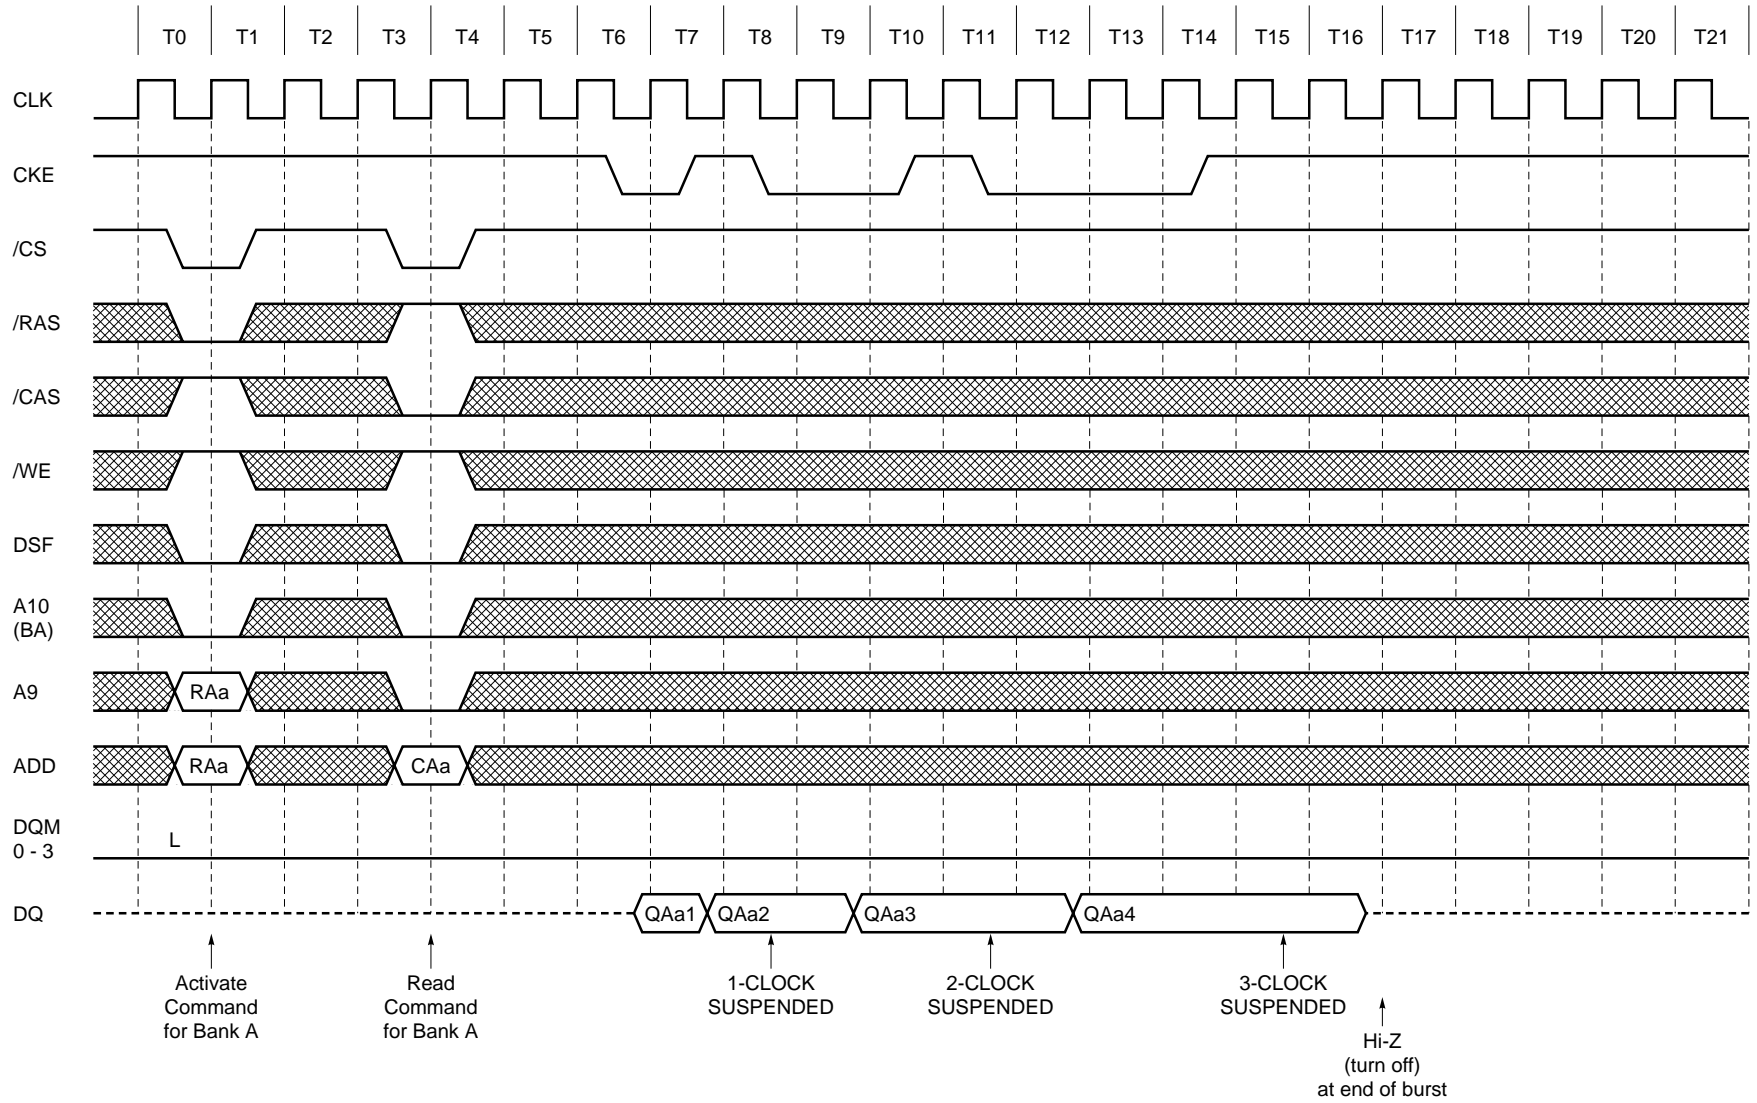 T0 T1 T2 T3 T4 T5 T6 T7 T8 T9 T10 T11 T12 T13 T14 T15 T16 T17 T18 T19 T20 T21
CLK
CKE
/CS
/RAS
/CAS
/WE
DSF
A10
(BA)
A9 RAa
ADD RAa CAa
DQM
0 - 3
L
DQ QAa1 QAa2 QAa3 QAa4
Activate
Command
for Bank A
Read
Command
for Bank A
1-CLOCK
SUSPENDED
2-CLOCK
SUSPENDED
3-CLOCK
SUSPENDED
Hi-Z
(turn off)
at end of burst